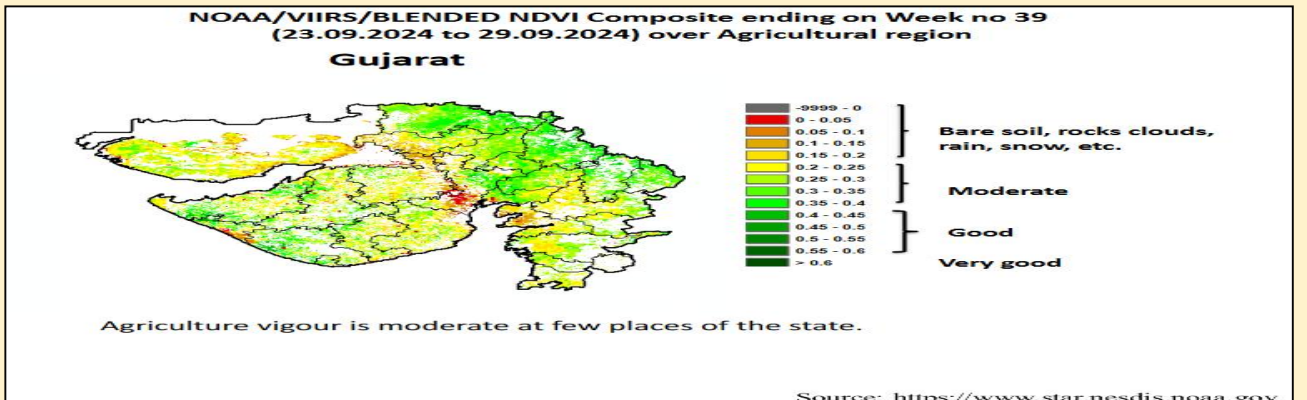 NOAA/VIIRS/BLENDED NDVI Composite ending on Week no 39
(23.09.2024 to 29.09.2024) over Agricultural region
Gujarat
-9999 - 0
0 - 0.05
0.05 - 0.1
0.1 - 0.15
0.15 - 0.2
0.2 - 0.25
0.25 - 0.3
0.3 - 0.35
0.35 - 0.4
0.4 - 0.45
0.45 - 0.5
0.5 - 0.55
0.55 - 0.6
> 0.6
Bare soil, rocks clouds,
rain, snow, etc.
Moderate
Good
Very good
Agriculture vigour is moderate at few places of the state.
Source: https://www.star.nesdis.noaa.gov